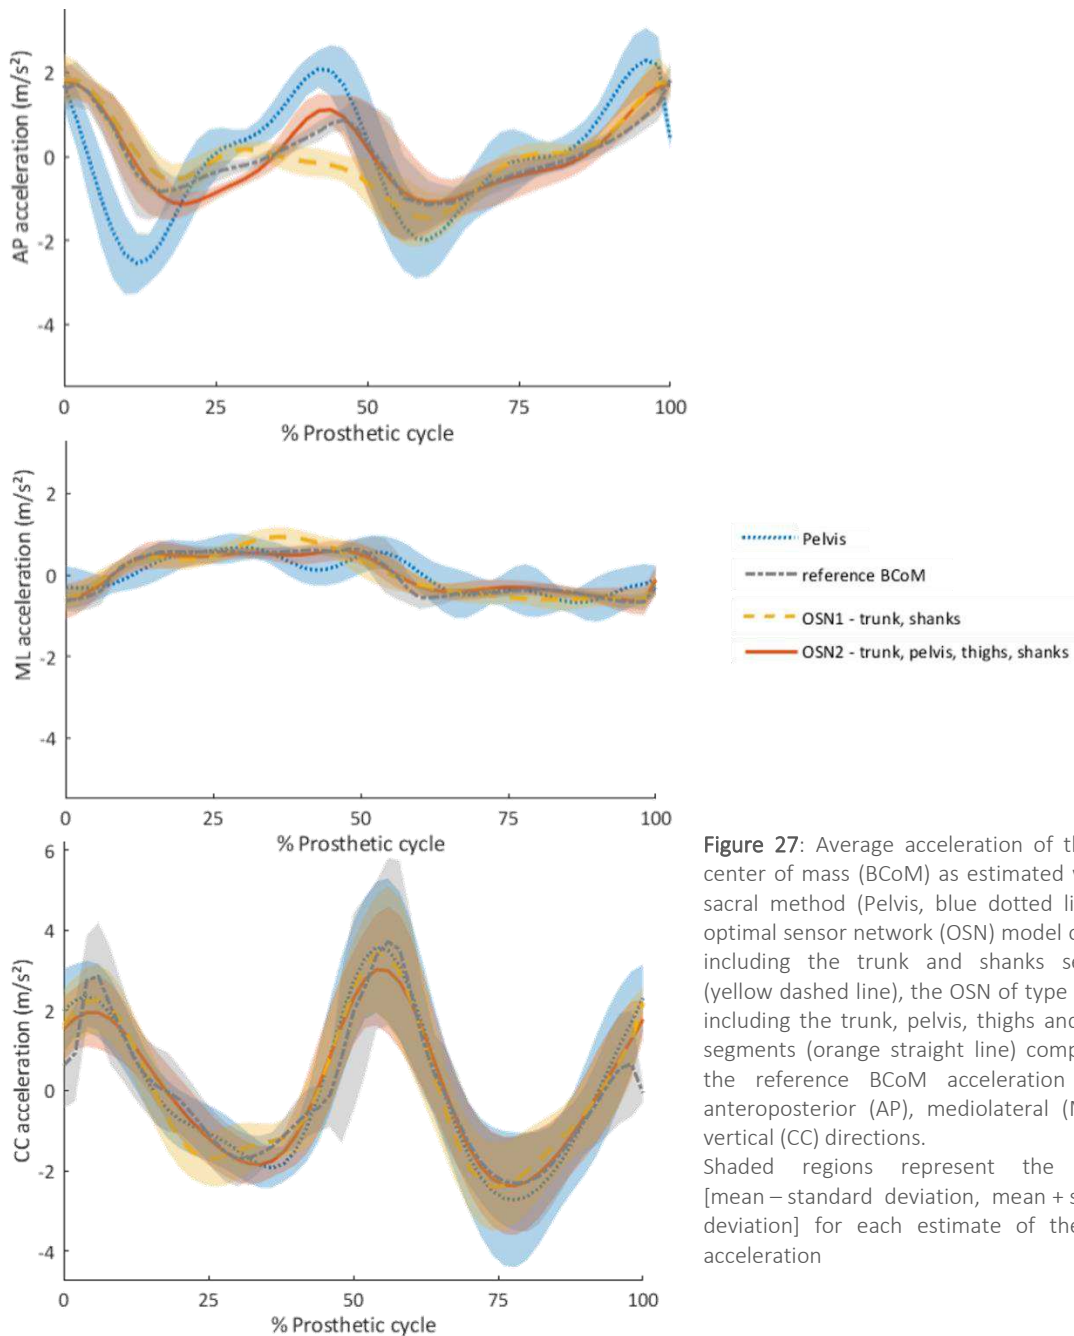 AP acceleration (m/s²)
2
0
-2
-4
0 25 50 75 100
% Prosthetic cycle
ML acceleration (m/s²)
2
0
-2
-4
0 25 50 75 100
% Prosthetic cycle
Pelvis
reference BCoM
OSN1 - trunk, shanks
OSN2 - trunk, pelvis, thighs, shanks
CC acceleration (m/s²)
6
4
2
0
-2
-4
0 25 50 75 100
% Prosthetic cycle
Figure 27: Average acceleration of
center of mass (BCoM) as estimated
sacral method (Pelvis, blue dotted
optimal sensor network (OSN) model
including the trunk and shanks
(yellow dashed line), the OSN of type
including the trunk, pelvis, thighs and
segments (orange straight line)
the reference BCoM acceleration
anteroposterior (AP), mediolateral
vertical (CC) directions.
Shaded regions represent the
[mean – standard deviation, mean +
deviation] for each estimate of
acceleration